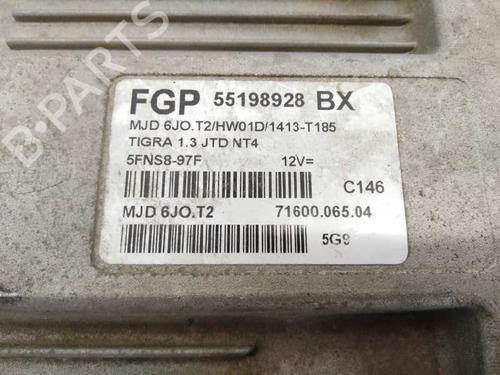 FGP 55198928 BX
MJD 6JO.T2/HW01D/1413-T185
TIGRA 1.3 JTD NT4
5FNS8-97F 12V=
C146
MJD 6JO.T2 71600.065.04
5G9